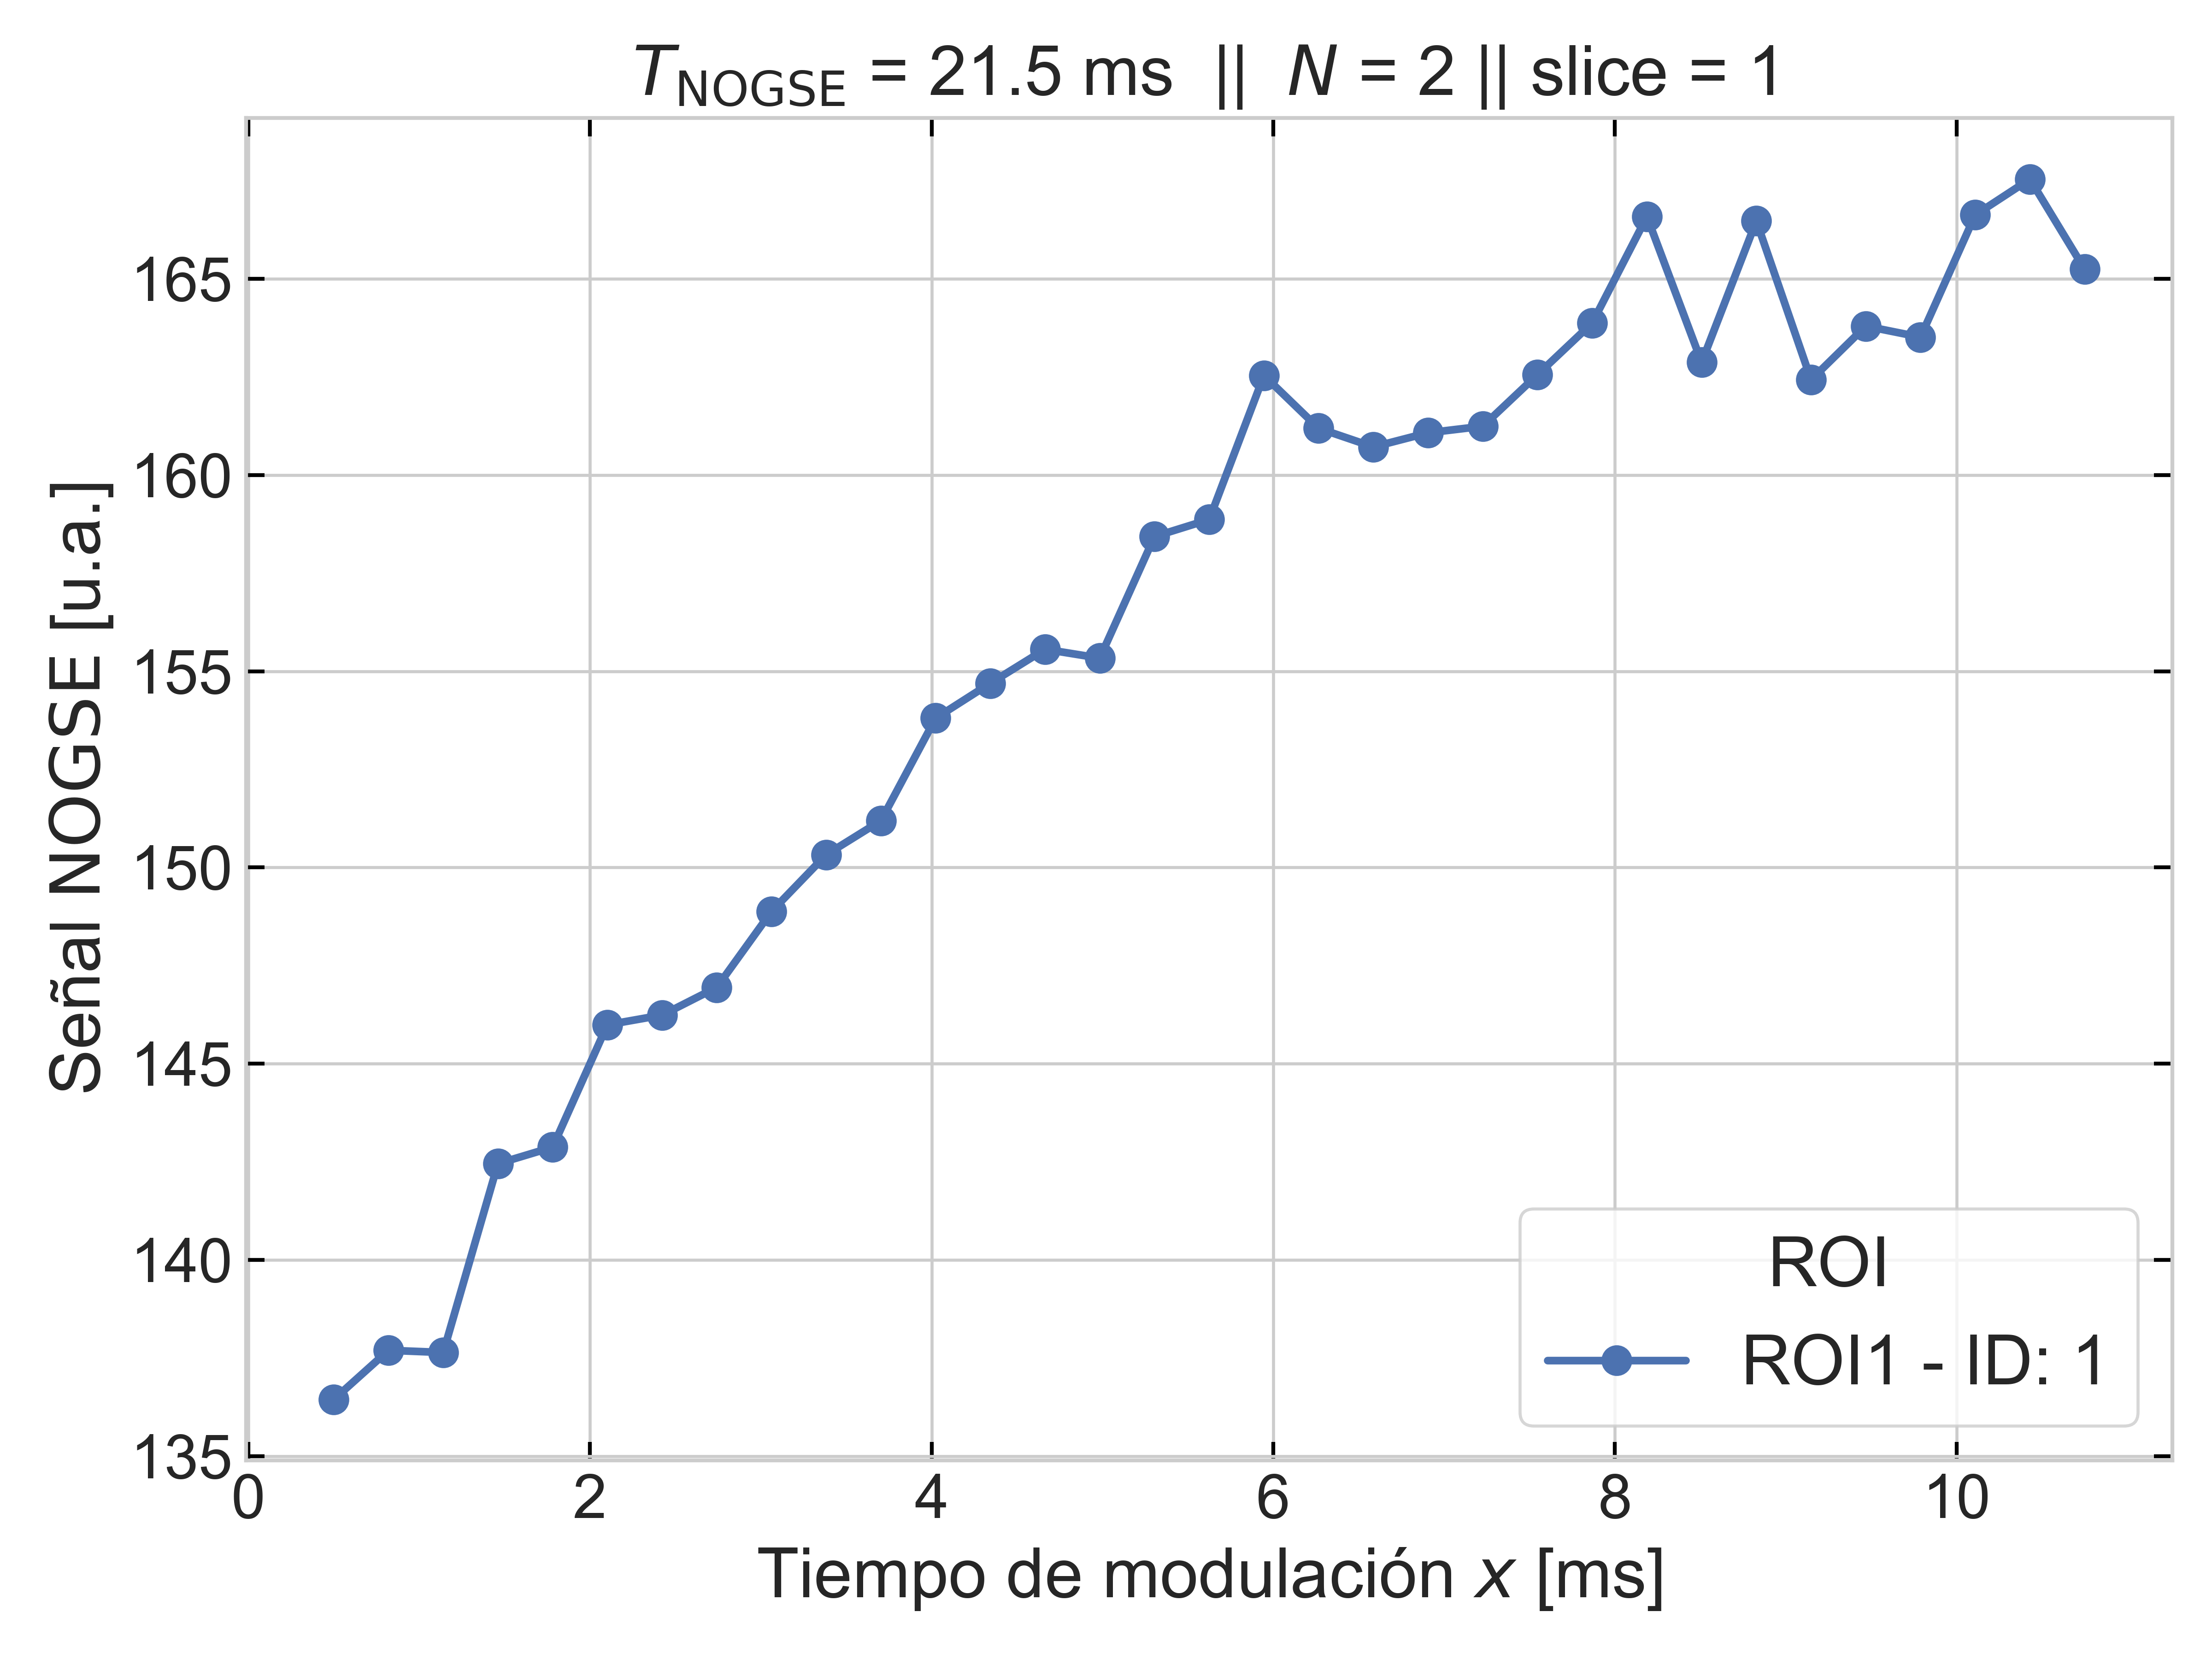 T_NOGSE = 21.5 ms || N = 2 || slice = 1
Señal NOGSE [u.a.]
165
160
155
150
145
140
135
0 2 4 6 8 10
Tiempo de modulación x [ms]
ROI
ROI1 - ID: 1